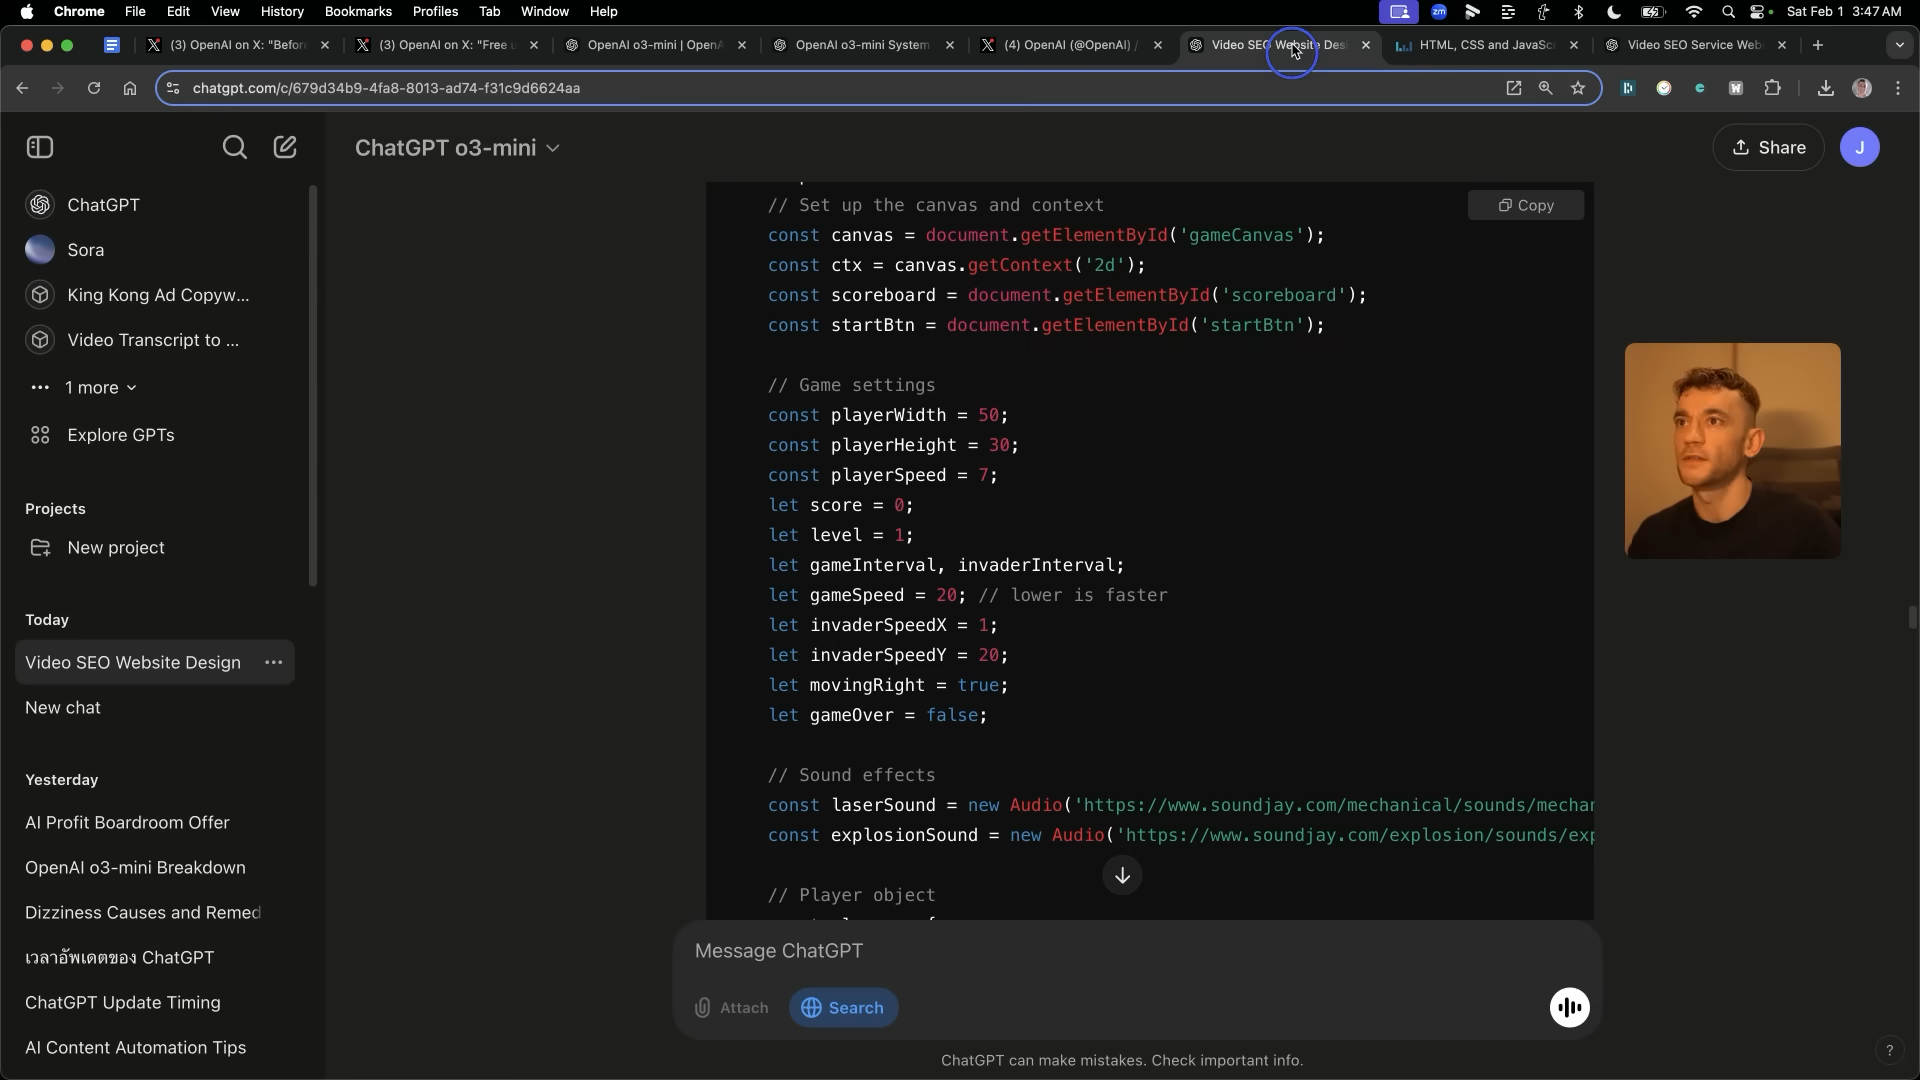 Chrome File Edit View History Bookmarks Profiles Tab Window Help
zm
Sat Feb 1 3:47 AM
(3) OpenAI on X: "Befor
(3) OpenAI on X: "Free u
OpenAI o3-mini | OpenA
OpenAI o3-mini System
(4) OpenAI (@OpenAI) /
Video SEO Website Desi
HTML, CSS and JavaSc
Video SEO Service Web
chatgpt.com/c/679d34b9-4fa8-8013-ad74-f31c9d6624aa
ChatGPT o3-mini
Share
J
ChatGPT
Sora
King Kong Ad Copyw...
Video Transcript to ...
1 more
Explore GPTs
Projects
New project
Today
Video SEO Website Design
New chat
Yesterday
AI Profit Boardroom Offer
OpenAI o3-mini Breakdown
Dizziness Causes and Remed
เวลาอัพเดตของ ChatGPT
ChatGPT Update Timing
AI Content Automation Tips
Copy
// Set up the canvas and context
const canvas = document.getElementById('gameCanvas');
const ctx = canvas.getContext('2d');
const scoreboard = document.getElementById('scoreboard');
const startBtn = document.getElementById('startBtn');
// Game settings
const playerWidth = 50;
const playerHeight = 30;
const playerSpeed = 7;
let score = 0;
let level = 1;
let gameInterval, invaderInterval;
let gameSpeed = 20; // lower is faster
let invaderSpeedX = 1;
let invaderSpeedY = 20;
let movingRight = true;
let gameOver = false;
// Sound effects
const laserSound = new Audio('https://www.soundjay.com/mechanical/sounds/mechan
const explosionSound = new Audio('https://www.soundjay.com/explosion/sounds/exp
// Player object
Message ChatGPT
Attach
Search
ChatGPT can make mistakes. Check important info.
?